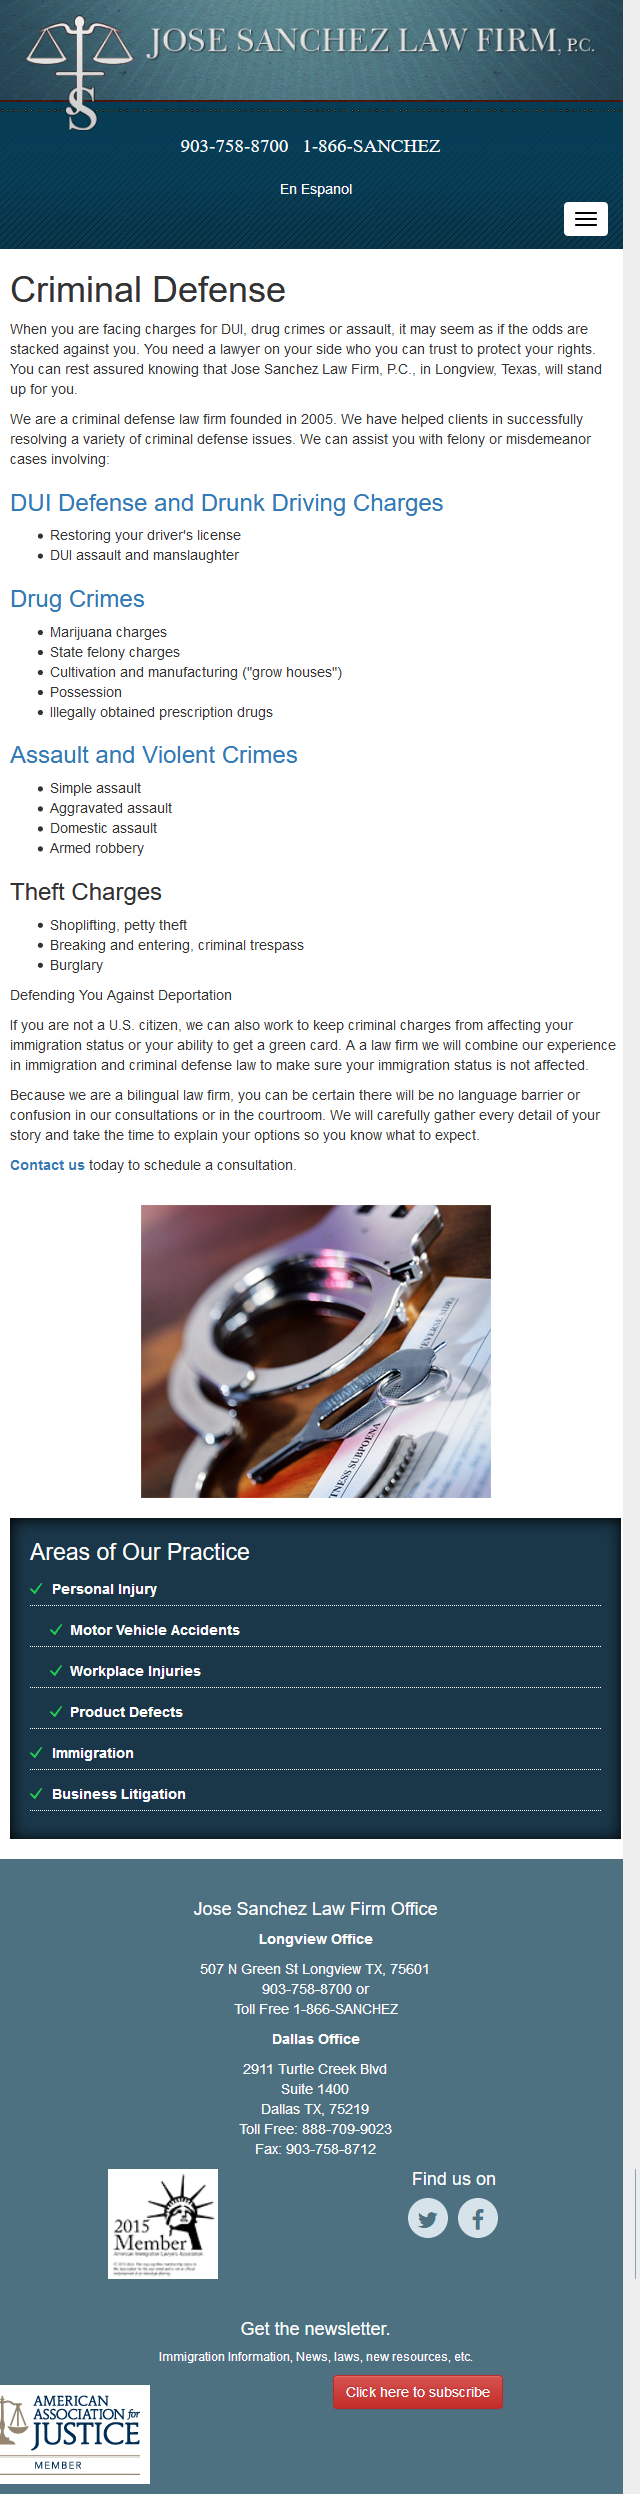 JOSE SANCHEZ LAW FIRM, P.C.
S
903-758-8700 1-866-SANCHEZ
En Espanol
Criminal Defense
When you are facing charges for DUI, drug crimes or assault, it may seem as if the odds are
stacked against you. You need a lawyer on your side who you can trust to protect your rights.
You can rest assured knowing that Jose Sanchez Law Firm, P.C., in Longview, Texas, will stand
up for you.
We are a criminal defense law firm founded in 2005. We have helped clients in successfully
resolving a variety of criminal defense issues. We can assist you with felony or misdemeanor
cases involving:
DUI Defense and Drunk Driving Charges
• Restoring your driver's license
• DUI assault and manslaughter
Drug Crimes
• Marijuana charges
• State felony charges
• Cultivation and manufacturing ("grow houses")
• Possession
• Illegally obtained prescription drugs
Assault and Violent Crimes
• Simple assault
• Aggravated assault
• Domestic assault
• Armed robbery
Theft Charges
• Shoplifting, petty theft
• Breaking and entering, criminal trespass
• Burglary
Defending You Against Deportation
If you are not a U.S. citizen, we can also work to keep criminal charges from affecting your
immigration status or your ability to get a green card. A a law firm we will combine our experience
in immigration and criminal defense law to make sure your immigration status is not affected.
Because we are a bilingual law firm, you can be certain there will be no language barrier or
confusion in our consultations or in the courtroom. We will carefully gather every detail of your
story and take the time to explain your options so you know what to expect.
Contact us today to schedule a consultation.
TNESS SUBPOENA
Areas of Our Practice
Personal Injury
Motor Vehicle Accidents
Workplace Injuries
Product Defects
Immigration
Business Litigation
Jose Sanchez Law Firm Office
Longview Office
507 N Green St Longview TX, 75601
903-758-8700 or
Toll Free 1-866-SANCHEZ
Dallas Office
2911 Turtle Creek Blvd
Suite 1400
Dallas TX, 75219
Toll Free: 888-709-9023
Fax: 903-758-8712
2015
Member
American Immigration Lawyers Association
Find us on
Get the newsletter.
Immigration Information, News, laws, new resources, etc.
Click here to subscribe
AMERICAN
ASSOCIATION for
JUSTICE
MEMBER